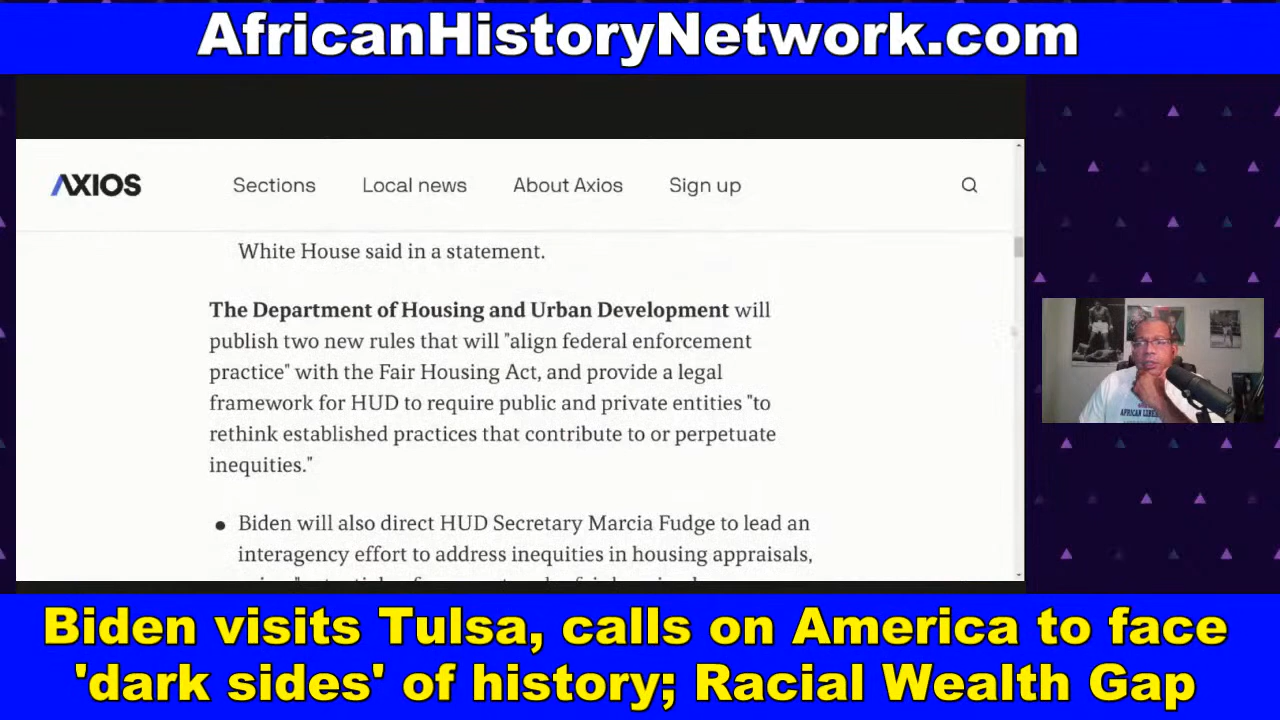 AfricanHistoryNetwork.com
AXIOS
Sections
Local news
About Axios
Sign up
White House said in a statement.
The Department of Housing and Urban Development will
publish two new rules that will "align federal enforcement
practice" with the Fair Housing Act, and provide a legal
framework for HUD to require public and private entities "to
rethink established practices that contribute to or perpetuate
inequities."
● Biden will also direct HUD Secretary Marcia Fudge to lead an
interagency effort to address inequities in housing appraisals,
Biden visits Tulsa, calls on America to face
'dark sides' of history; Racial Wealth Gap